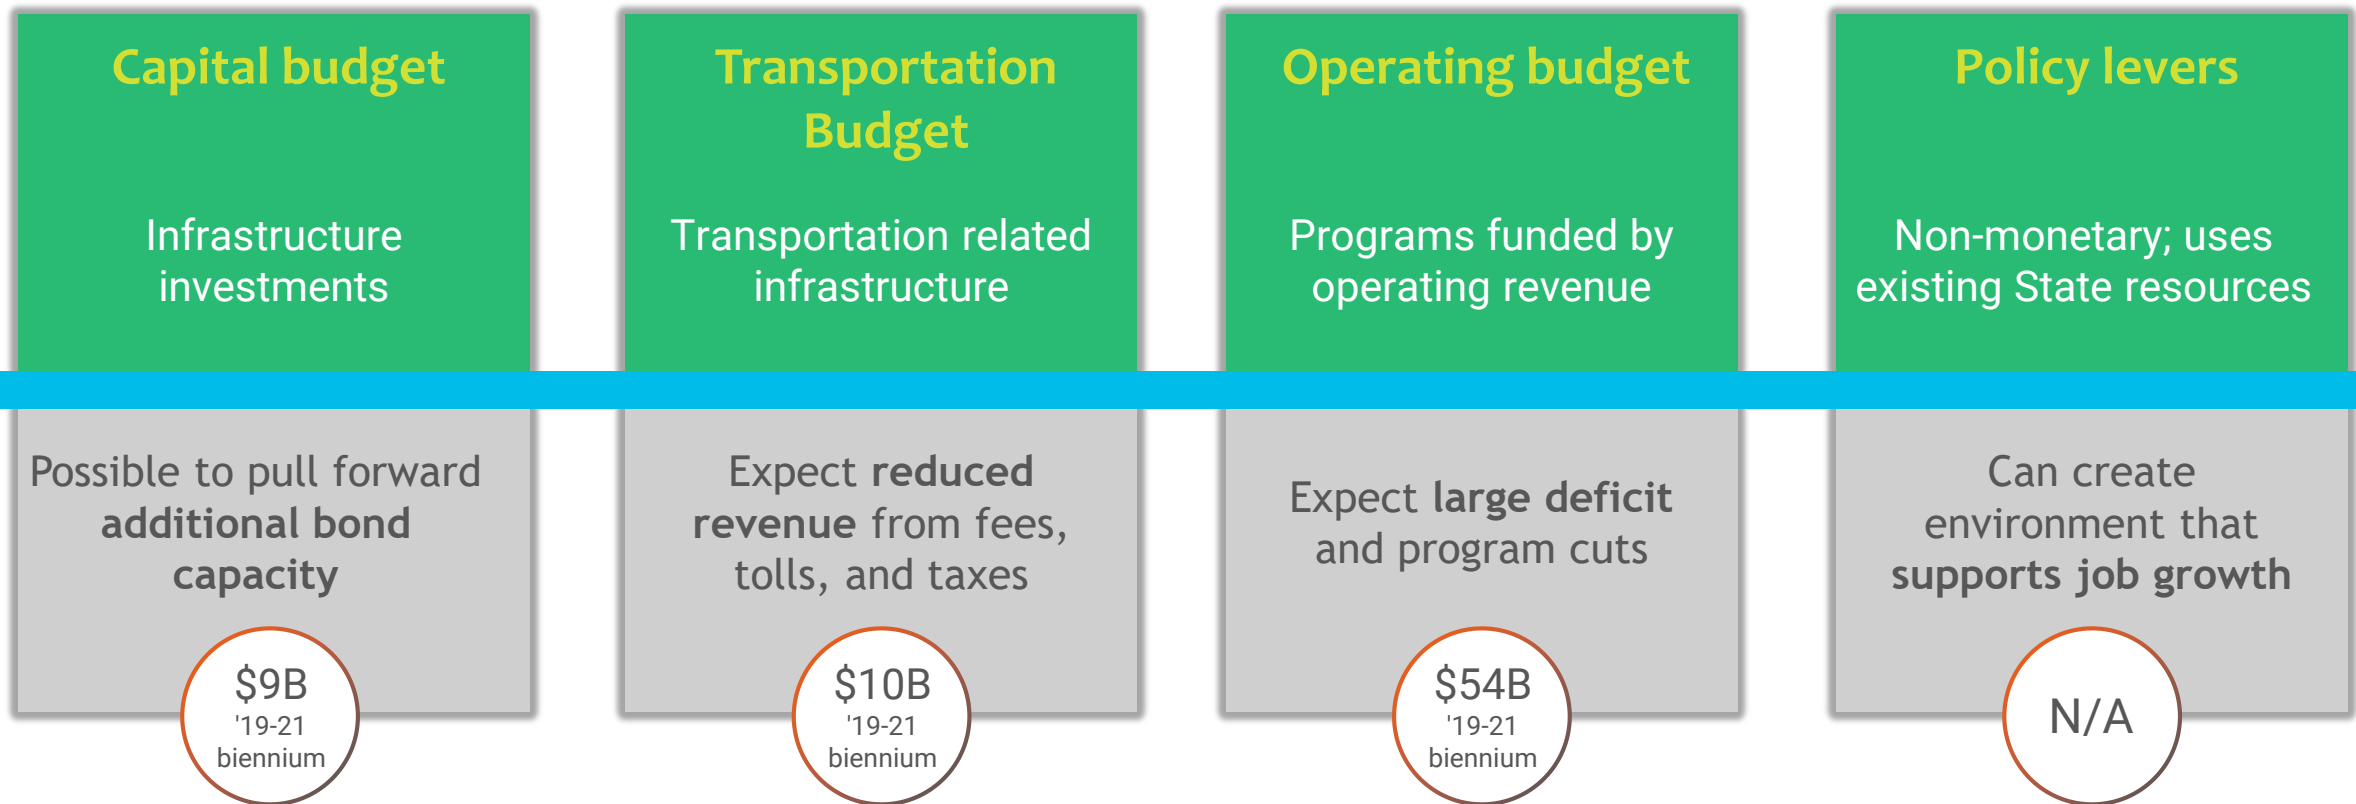 Capital budget
Infrastructure
investments
Possible to pull forward
additional bond
capacity
$9B
'19-21
biennium
Transportation
Budget
Transportation related
infrastructure
Expect reduced
revenue from fees,
tolls, and taxes
$10B
'19-21
biennium
Operating budget
Programs funded by
operating revenue
Expect large deficit
and program cuts
$54B
'19-21
biennium
Policy levers
Non-monetary; uses
existing State resources
Can create
environment that
supports job growth
N/A